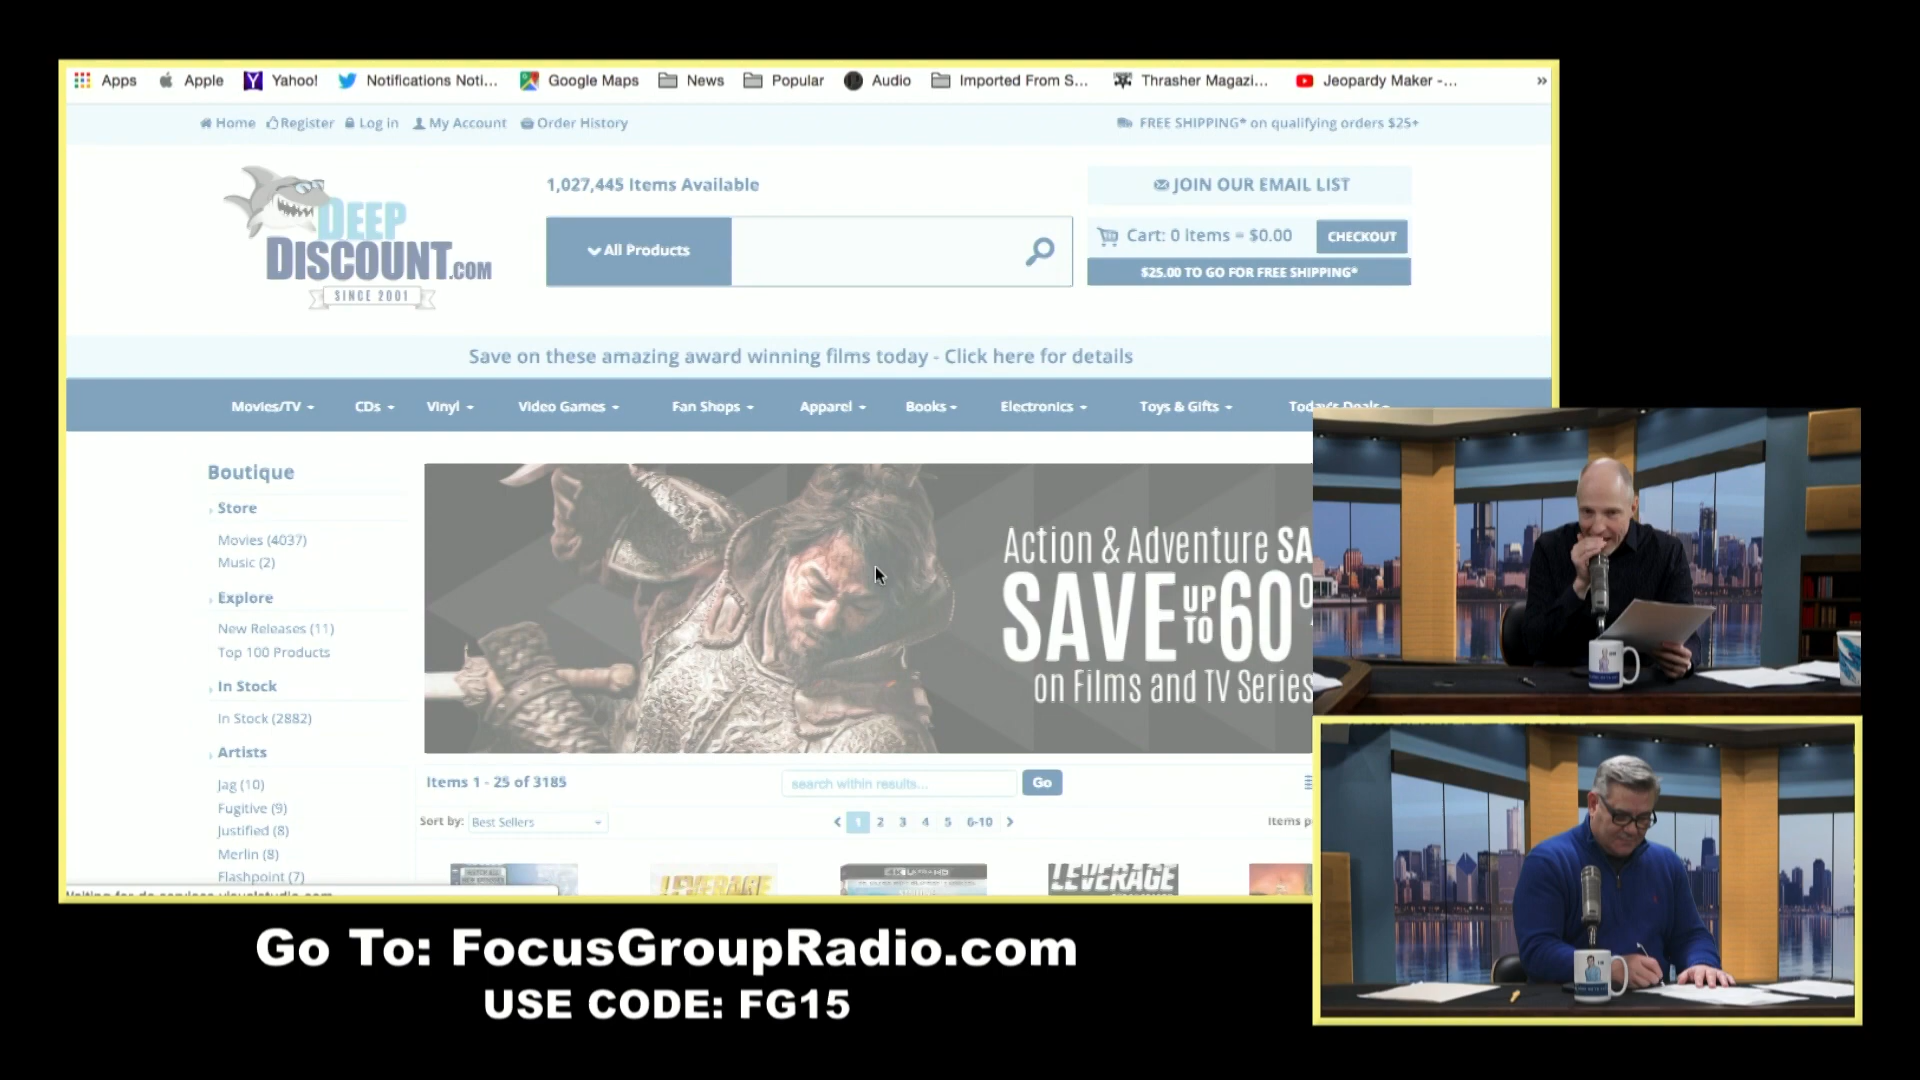 Apps Apple Yahoo! Notifications Noti... Google Maps News Popular Audio Imported From S... Thrasher Magazi... Jeopardy Maker -... »
Home Register Log in My Account Order History FREE SHIPPING* on qualifying orders $25+
1,027,445 Items Available
JOIN OUR EMAIL LIST
DEEP
DISCOUNT.COM
SINCE 2001
All Products
Cart: 0 items = $0.00 CHECKOUT
$25.00 TO GO FOR FREE SHIPPING*
Save on these amazing award winning films today - Click here for details
Movies/TV CDs Vinyl Video Games Fan Shops Apparel Books Electronics Toys & Gifts Today's Deals
Boutique
Store
Movies (4037)
Music (2)
Explore
New Releases (11)
Top 100 Products
In Stock
In Stock (2882)
Artists
Jag (10)
Fugitive (9)
Justified (8)
Merlin (8)
Flashpoint (7)
Action & Adventure SA
SAVE UP TO 60
on Films and TV Series
Items 1 - 25 of 3185 search within results... Go
Sort by: Best Sellers 1 2 3 4 5 6-10 Items p
LEVERAGE
4K ULTRA HD
LEVERAGE
Go To: FocusGroupRadio.com
USE CODE: FG15